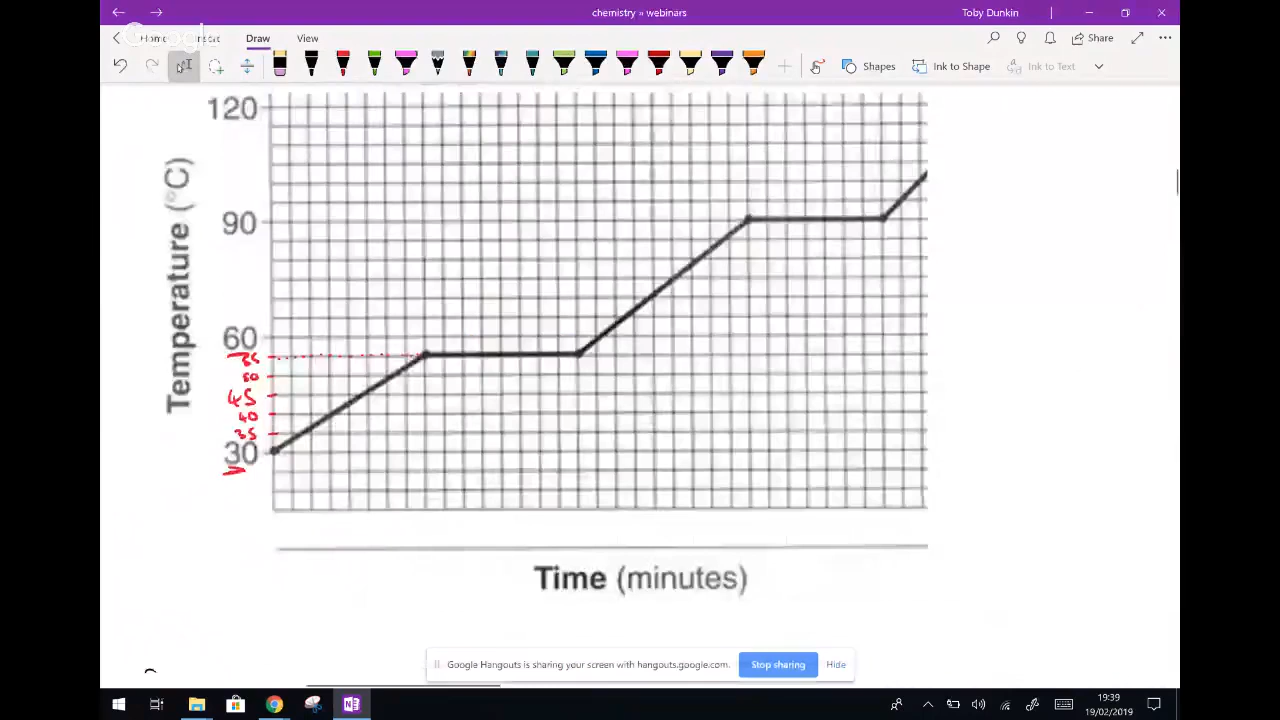 chemistry » webinars
Toby Dunkin
Home
Draw
View
Share
Shapes
Ink to Shape
Ink to Text
120
90
60
50
45
40
35
30
Temperature (°C)
Time (minutes)
Google Hangouts is sharing your screen with hangouts.google.com.
Stop sharing
Hide
19:39
19/02/2019